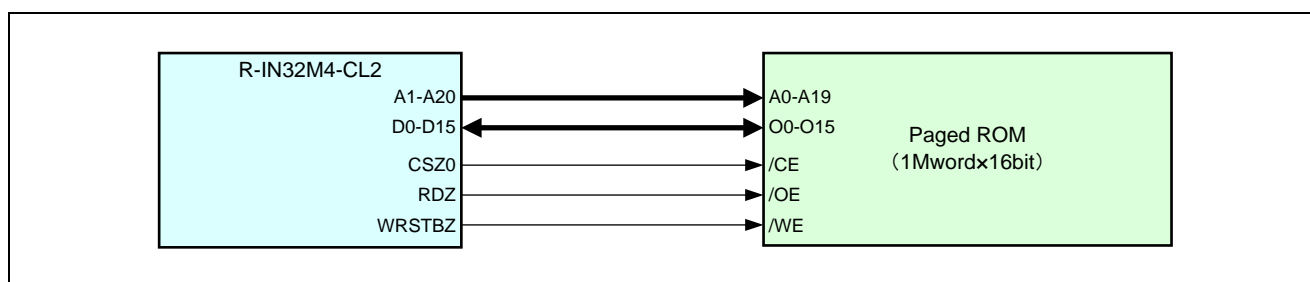 R-IN32M4-CL2
A1-A20
A0-A19
D0-D15
O0-O15
Paged ROM
（1Mword×16bit）
CSZ0
/CE
RDZ
/OE
WRSTBZ
/WE